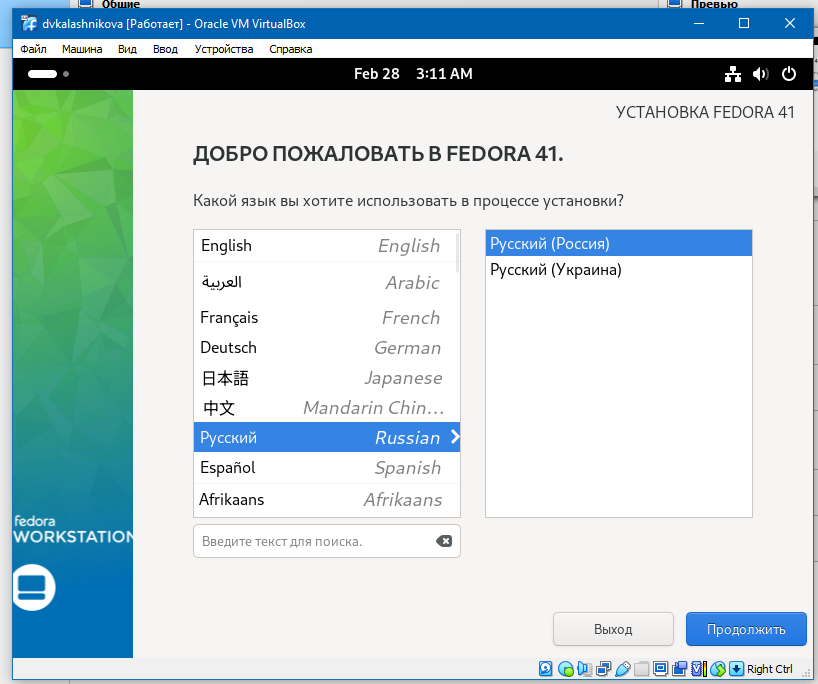 Общие
Превью
dvkalashnikova [Работает] - Oracle VM VirtualBox
Файл Машина Вид Ввод Устройства Справка
Feb 28 3:11 AM
УСТАНОВКА FEDORA 41
ДОБРО ПОЖАЛОВАТЬ В FEDORA 41.
Какой язык вы хотите использовать в процессе установки?
English English
العربية Arabic
Français French
Deutsch German
日本語 Japanese
中文 Mandarin Chin…
Русский Russian
Español Spanish
Afrikaans Afrikaans
Русский (Россия)
Русский (Украина)
Введите текст для поиска.
fedora
WORKSTATION
Выход
Продолжить
Right Ctrl